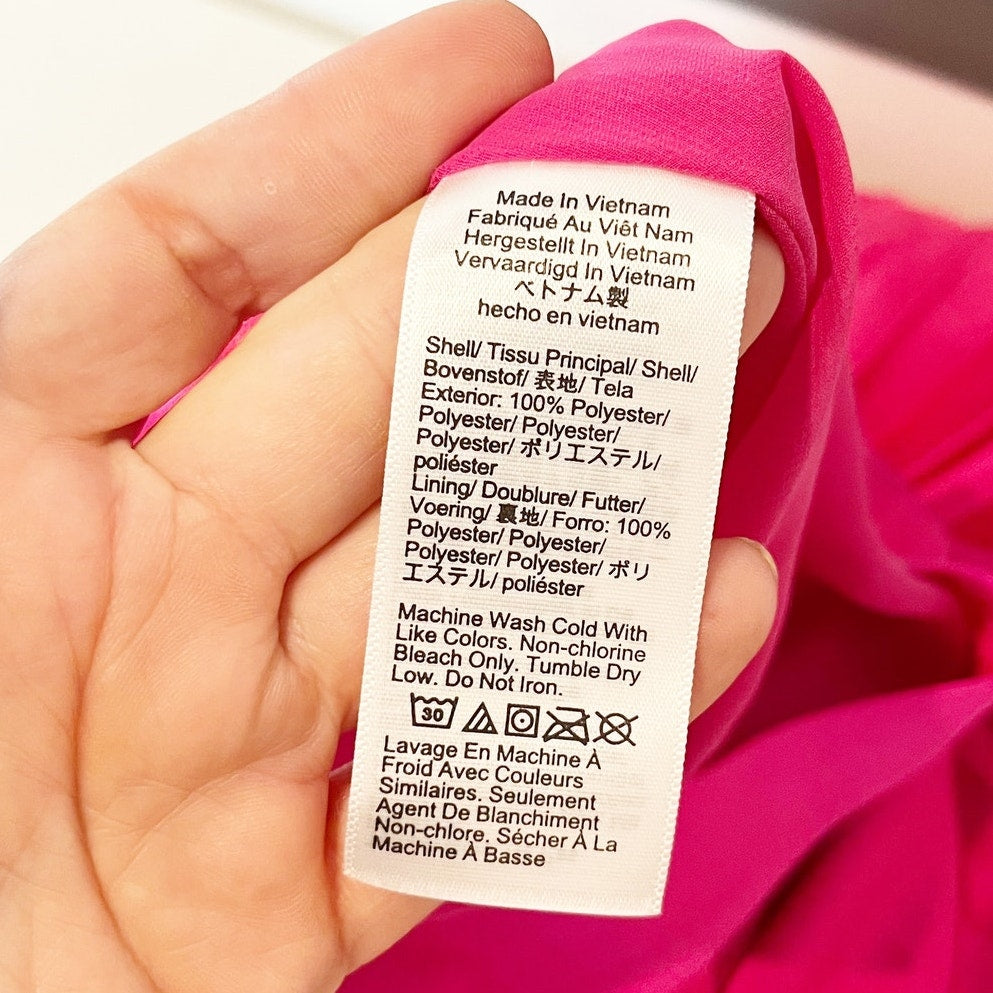 Made In Vietnam
Fabriqué Au Viêt Nam
Hergestellt In Vietnam
Vervaardigd In Vietnam
ベトナム製
hecho en vietnam
Shell/ Tissu Principal/ Shell/
Bovenstof/ 表地/ Tela
Exterior: 100% Polyester/
Polyester/ Polyester/
Polyester/ ポリエステル/
poliéster
Lining/ Doublure/ Futter/
Voering/ 裏地/ Forro: 100%
Polyester/ Polyester/
Polyester/ Polyester/ ポリ
エステル/ poliéster
Machine Wash Cold With
Like Colors. Non-chlorine
Bleach Only. Tumble Dry
Low. Do Not Iron.
30
Lavage En Machine À
Froid Avec Couleurs
Similaires. Seulement
Agent De Blanchiment
Non-chlore. Sécher À La
Machine À Basse